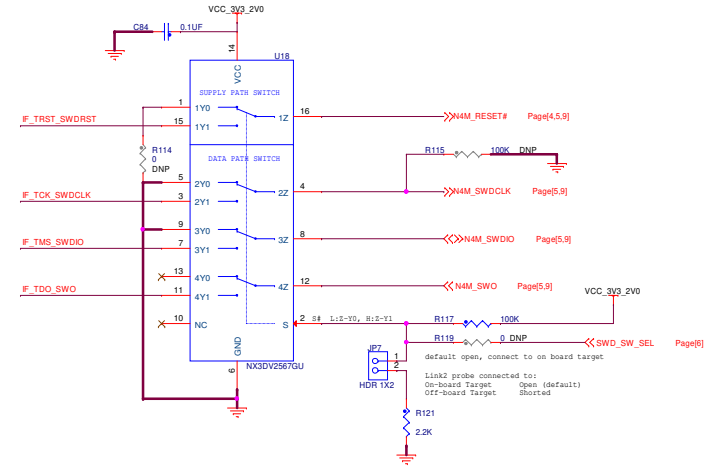 VCC_3V3_2V0
C84 0.1UF
14
U18
VCC
SUPPLY PATH SWITCH
1 1Y0
1Z 16 N4M_RESET# Page[4,5,9]
IF_TRST_SWDRST 15 1Y1
R114
0
DNP
DATA PATH SWITCH
R115 100K DNP
5 2Y0
2Z 4 N4M_SWDCLK Page[5,9]
IF_TCK_SWDCLK 3 2Y1
9 3Y0
3Z 8 N4M_SWDIO Page[5,9]
IF_TMS_SWDIO 7 3Y1
13 4Y0
4Z 12 N4M_SWO Page[5,9]
IF_TDO_SWO 11 4Y1
VCC_3V3_2V0
10 NC
S 2 S# L:Z-Y0, H:Z-Y1
R117 100K
R119 0 DNP SWD_SW_SEL Page[6]
GND
6
NX3DV2567GU
JP7
1
2
HDR 1X2
default open, connect to on board target
Link2 probe connected to:
On-board Target Open (default)
Off-board Target Shorted
R121
2.2K